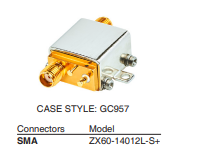 CASE STYLE: GC957
Connectors Model
SMA ZX60-14012L-S+